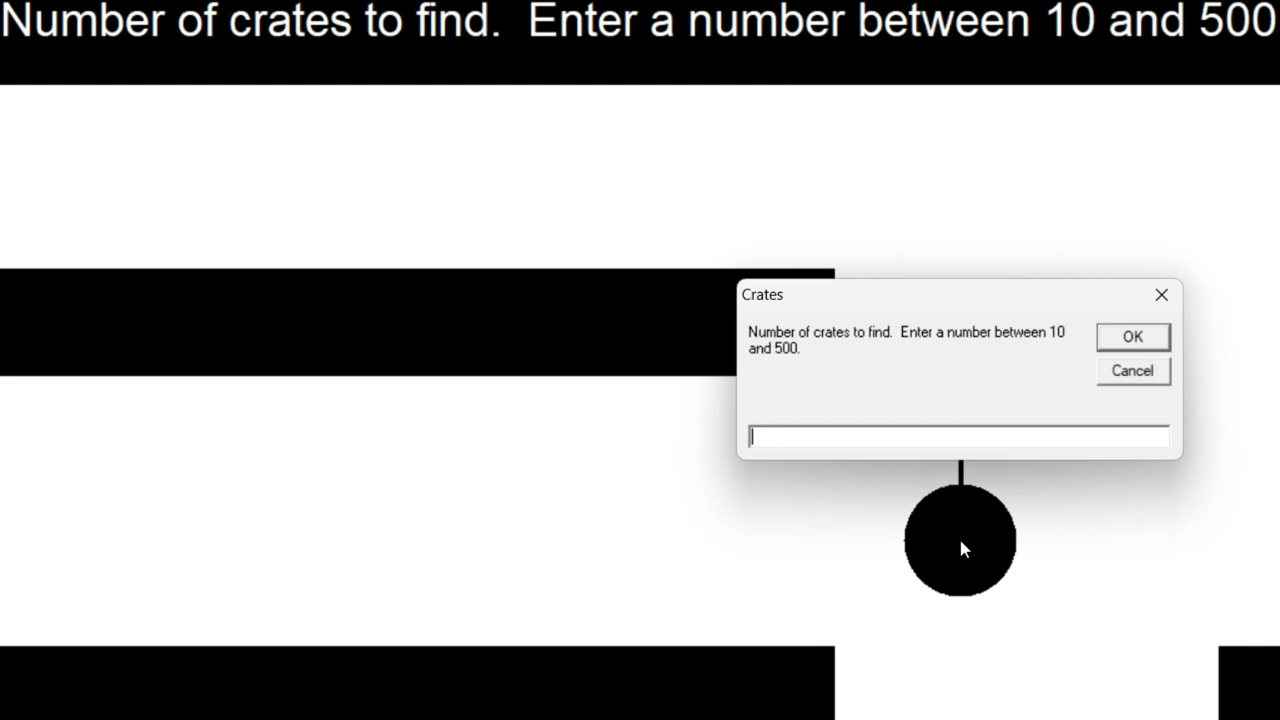 Number of crates to find.  Enter a number between 10 and 500
Crates
Number of crates to find.  Enter a number between 10
and 500.
OK
Cancel